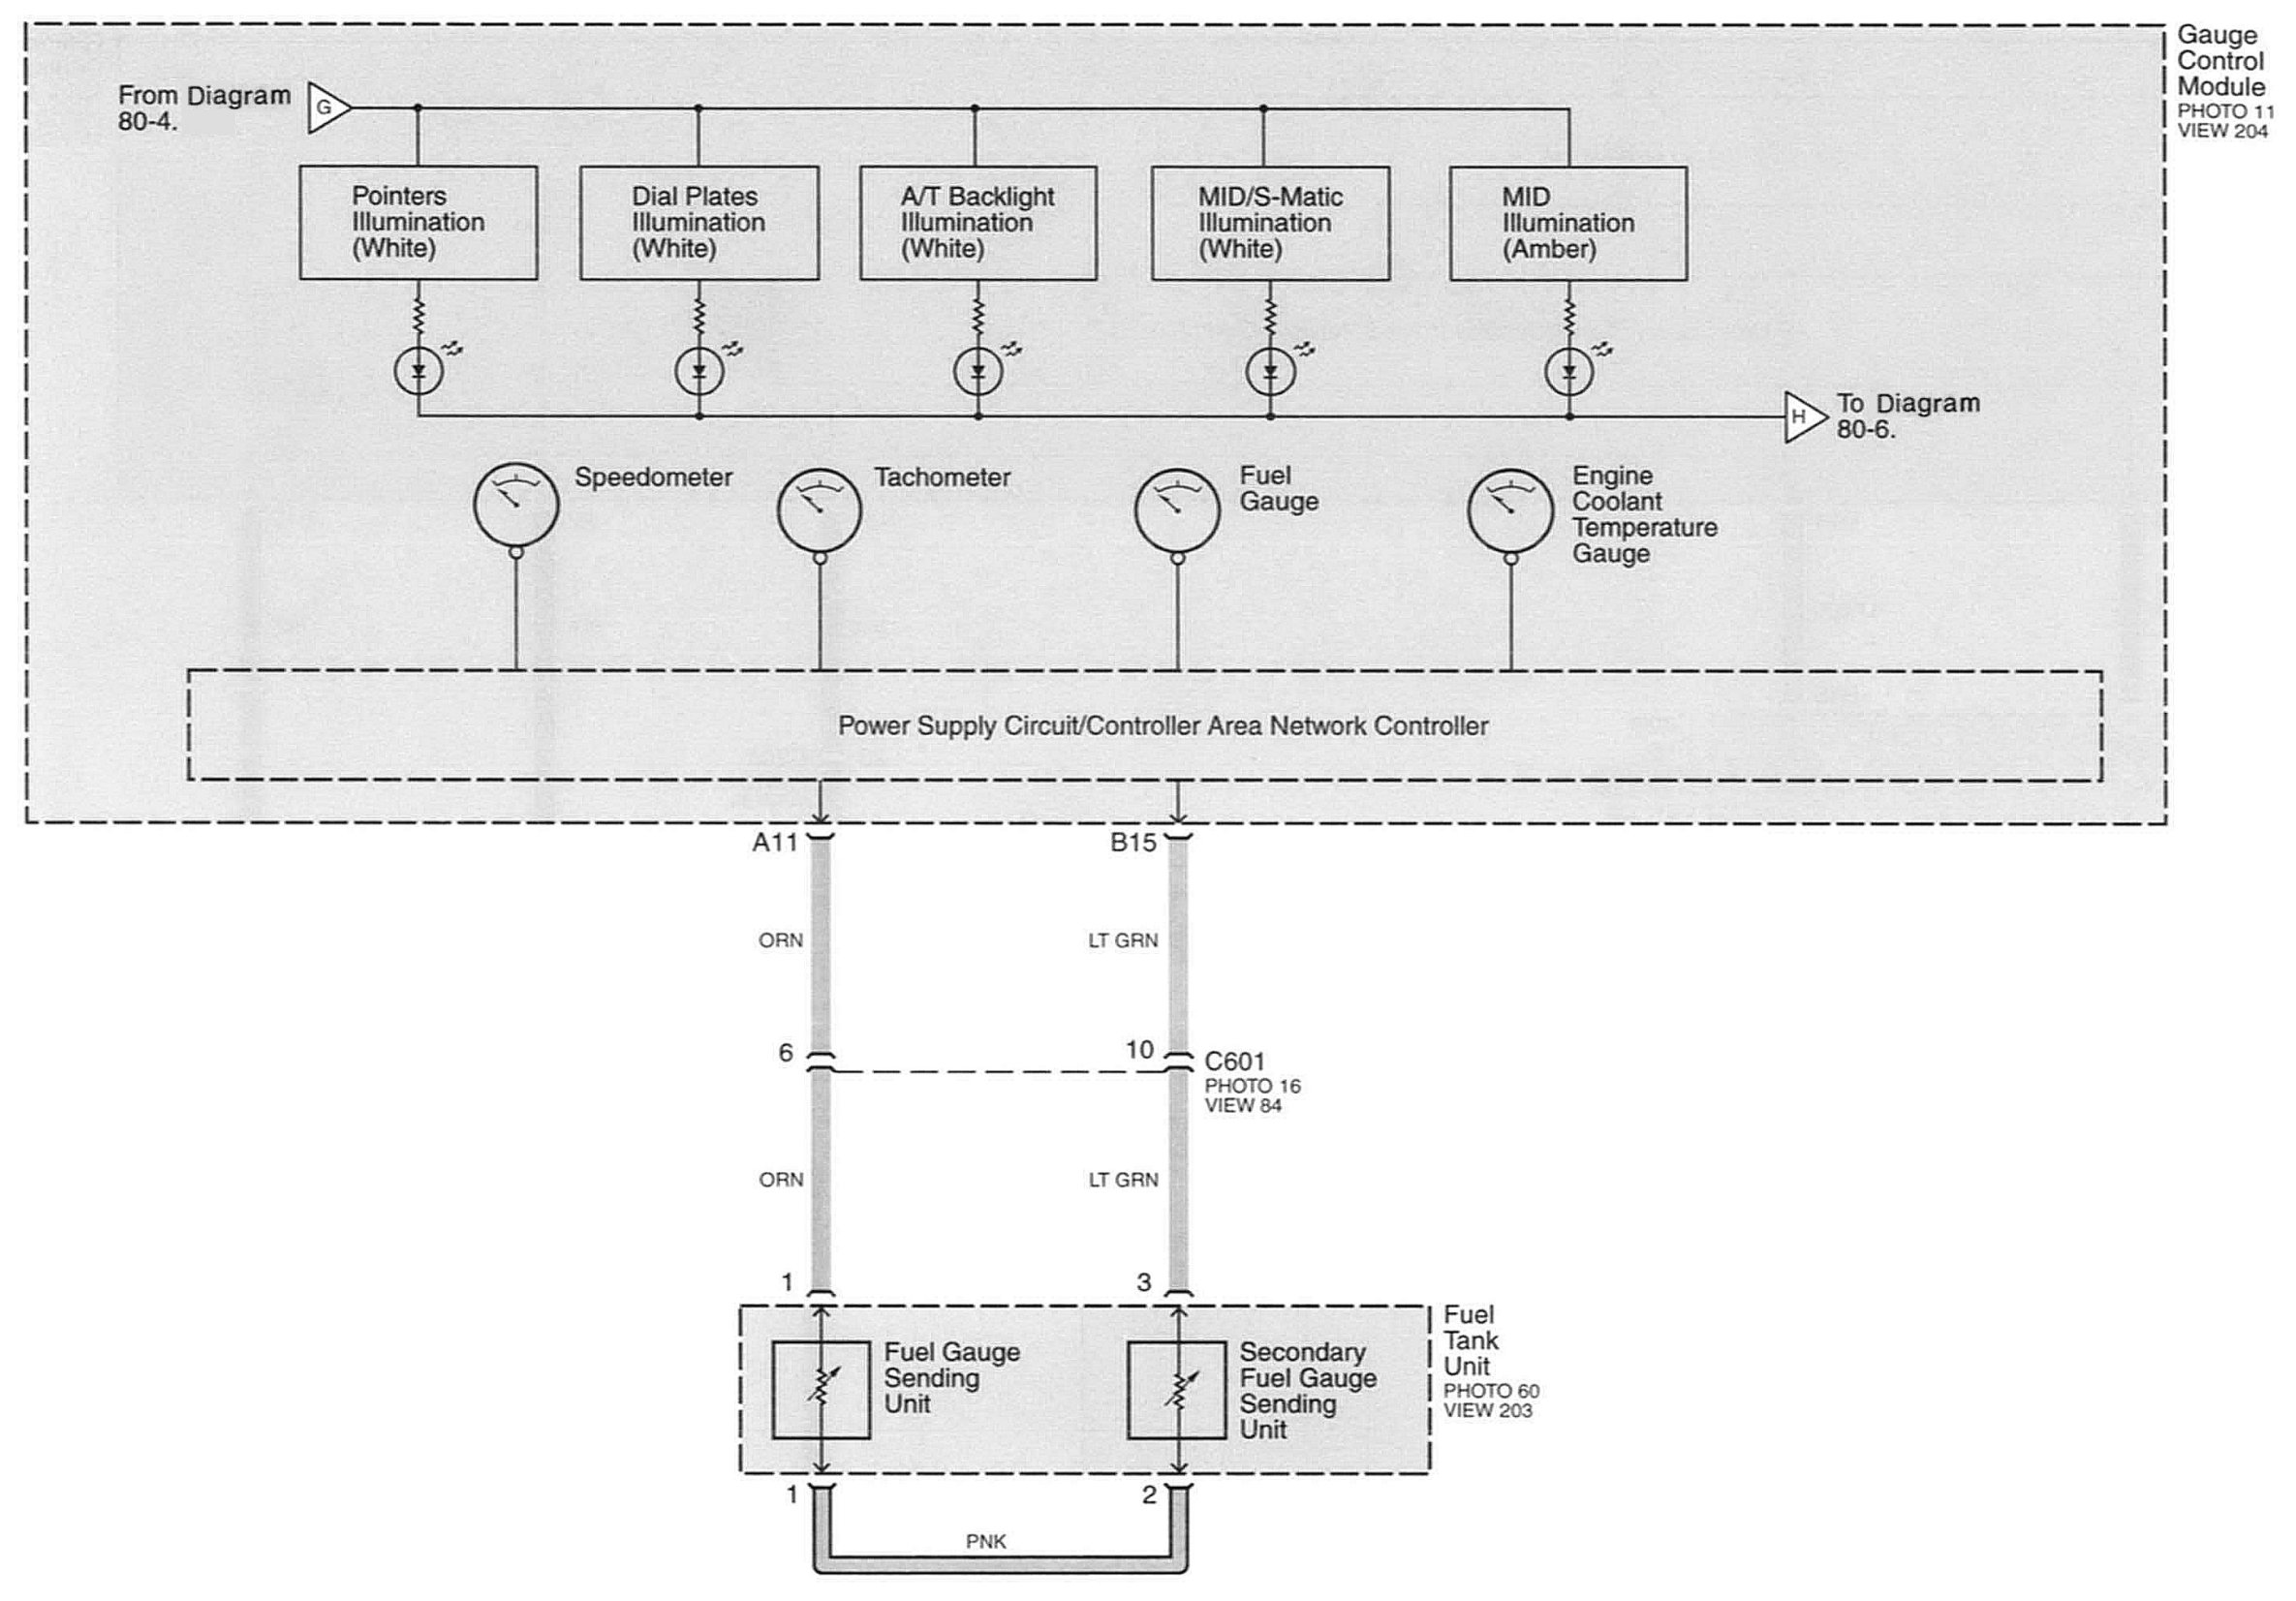 Gauge
Control
Module
PHOTO 11
VIEW 204
From Diagram
80-4.
G
Pointers
Illumination
(White)
Dial Plates
Illumination
(White)
A/T Backlight
Illumination
(White)
MID/S-Matic
Illumination
(White)
MID
Illumination
(Amber)
H
To Diagram
80-6.
Speedometer
Tachometer
Fuel
Gauge
Engine
Coolant
Temperature
Gauge
Power Supply Circuit/Controller Area Network Controller
A11
B15
ORN
LT GRN
6
10
C601
PHOTO 16
VIEW 84
ORN
LT GRN
1
3
Fuel
Tank
Unit
PHOTO 60
VIEW 203
Fuel Gauge
Sending
Unit
Secondary
Fuel Gauge
Sending
Unit
1
2
PNK